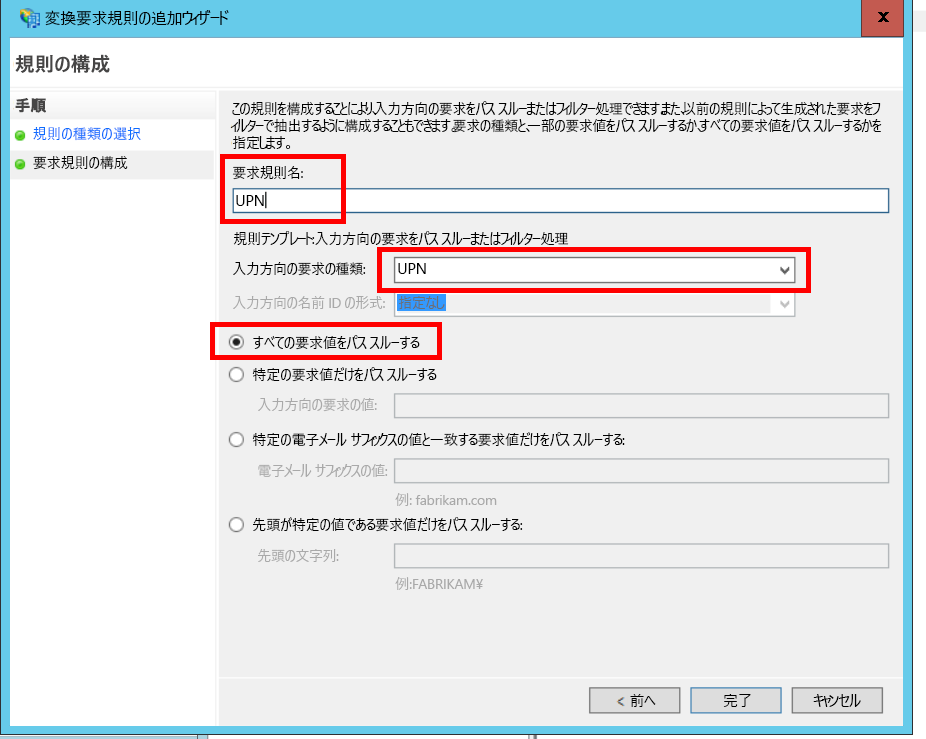 変換要求規則の追加ウィザード
x
規則の構成
手順
規則の種類の選択
要求規則の構成
この規則を構成することにより、入力方向の要求をパス スルーまたはフィルター処理できます。また、以前の規則によって生成された要求をフ
ィルターで抽出するように構成することもできます。要求の種類と、一部の要求値をパス スルーするか、すべての要求値をパス スルーするかを
指定します。
要求規則名:
UPN
規則テンプレート:入力方向の要求をパス スルーまたはフィルター処理
入力方向の要求の種類:
UPN
入力方向の名前 ID の形式:
指定なし
すべての要求値をパス スルーする
特定の要求値だけをパス スルーする
入力方向の要求の値:
特定の電子メール サフィックスの値と一致する要求値だけをパス スルーする:
電子メール サフィックスの値:
例: fabrikam.com
先頭が特定の値である要求値だけをパス スルーする:
先頭の文字列:
例:FABRIKAM¥
< 前へ
完了
キャンセル